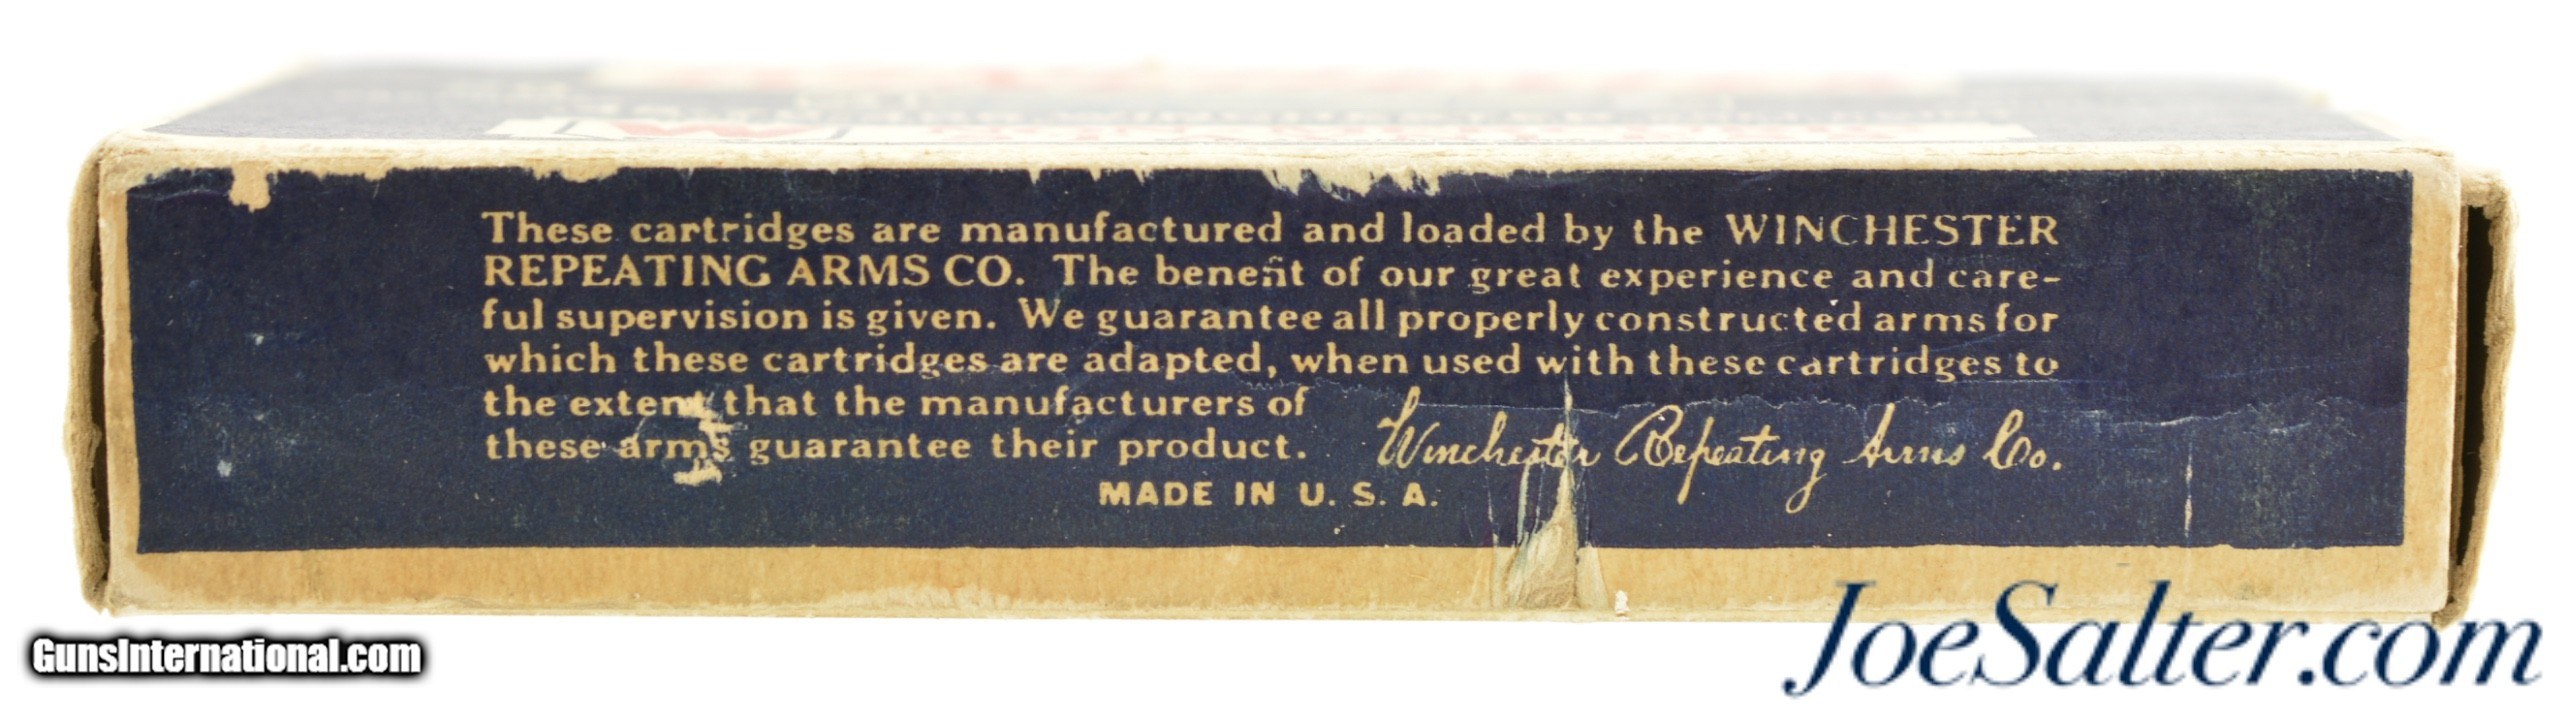 These cartridges are manufactured and loaded by the WINCHESTER
REPEATING ARMS CO. The benefit of our great experience and care-
ful supervision is given. We guarantee all properly constructed arms for
which these cartridges are adapted, when used with these cartridges to
the extent that the manufacturers of
these arms guarantee their product.
Winchester Repeating Arms Co.
MADE IN U. S. A.
GunsInternational.com
JoeSalter.com